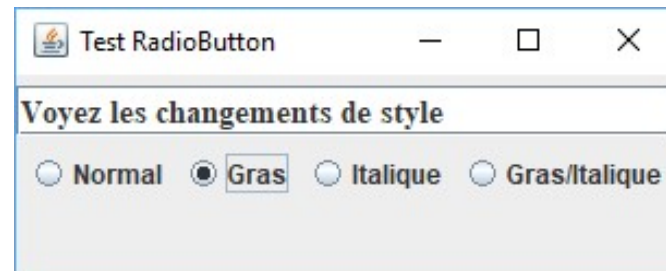 Test RadioButton
Voyez les changements de style
Normal Gras Italique Gras/Italique